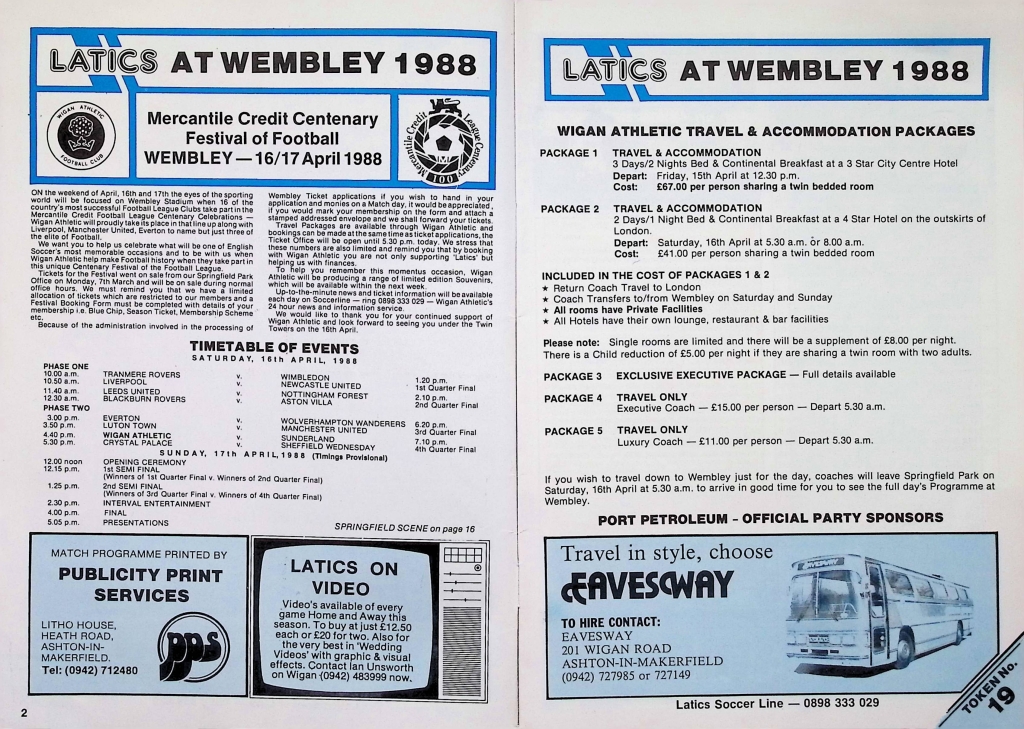 LATICS AT WEMBLEY 1988
WIGAN ATHLETIC
FOOTBALL CLUB
Mercantile Credit Centenary
Festival of Football
WEMBLEY — 16/17 April 1988
Mercantile Credit League Centenary
100
ON the weekend of April, 16th and 17th the eyes of the sporting
world will be focused on Wembley Stadium when 16 of the
country's most successful Football League Clubs take part in the
Mercantile Credit Football League Centenary Celebrations —
Wigan Athletic will proudly take its place in that line up along with
Liverpool, Manchester United, Everton to name but just three of
the elite of Football.
We want you to help us celebrate what will be one of English
Soccer's most memorable occasions and to be with us when
Wigan Athletic help make Football history when they take part in
this unique Centenary Festival of the Football League.
Tickets for the Festival went on sale from our Springfield Park
Office on Monday, 7th March and will be on sale during normal
office hours. We must remind you that we have a limited
allocation of tickets which are restricted to our members and a
Festival Booking Form must be completed with details of your
membership i.e. Blue Chip, Season Ticket, Membership Scheme
etc.
Because of the administration involved in the processing of
Wembley Ticket applications if you wish to hand in your
application and monies on a Match day, it would be appreciated,
if you would mark your membership on the form and attach a
stamped addressed envelope and we shall forward your tickets.
Travel Packages are available through Wigan Athletic and
bookings can be made at the same time as ticket applications, the
Ticket Office will be open until 5.30 p.m. today. We stress that
these numbers are also limited and remind you that by booking
with Wigan Athletic you are not only supporting 'Latics' but
helping us with finances.
To help you remember this momentus occasion, Wigan
Athletic will be producing a range of limited edition Souvenirs,
which will be available within the next week.
Up-to-the-minute news and ticket information will be available
each day on Soccerline — ring 0898 333 029 — Wigan Athletic's
24 hour news and information service.
We would like to thank you for your continued support of
Wigan Athletic and look forward to seeing you under the Twin
Towers on the 16th April.
TIMETABLE OF EVENTS
SATURDAY, 16th APRIL, 1988
PHASE ONE
10.00 a.m. TRANMERE ROVERS v. WIMBLEDON 1.20 p.m.
10.50 a.m. LIVERPOOL v. NEWCASTLE UNITED 1st Quarter Final
11.40 a.m. LEEDS UNITED v. NOTTINGHAM FOREST 2.10 p.m.
12.30 a.m. BLACKBURN ROVERS v. ASTON VILLA 2nd Quarter Final
PHASE TWO
3.00 p.m. EVERTON v. WOLVERHAMPTON WANDERERS 6.20 p.m.
3.50 p.m. LUTON TOWN v. MANCHESTER UNITED 3rd Quarter Final
4.40 p.m. WIGAN ATHLETIC v. SUNDERLAND 7.10 p.m.
5.30 p.m. CRYSTAL PALACE v. SHEFFIELD WEDNESDAY 4th Quarter Final
SUNDAY, 17th APRIL, 1988 (Timings Provisional)
12.00 noon OPENING CEREMONY
12.15 p.m. 1st SEMI FINAL
(Winners of 1st Quarter Final v. Winners of 2nd Quarter Final)
1.25 p.m. 2nd SEMI FINAL
(Winners of 3rd Quarter Final v. Winners of 4th Quarter Final)
2.30 p.m. INTERVAL ENTERTAINMENT
4.00 p.m. FINAL
5.05 p.m. PRESENTATIONS
SPRINGFIELD SCENE on page 16
MATCH PROGRAMME PRINTED BY
PUBLICITY PRINT
SERVICES
LITHO HOUSE,
HEATH ROAD,
ASHTON-IN-
MAKERFIELD.
Tel: (0942) 712480
pps
LATICS ON
VIDEO
Video's available of every
game Home and Away this
season. To buy at just £12.50
each or £20 for two. Also for
the very best in 'Wedding
Videos' with graphic & visual
effects. Contact Ian Unsworth
on Wigan (0942) 483999 now.
2
LATICS AT WEMBLEY 1988
WIGAN ATHLETIC TRAVEL & ACCOMMODATION PACKAGES
PACKAGE 1 TRAVEL & ACCOMMODATION
3 Days/2 Nights Bed & Continental Breakfast at a 3 Star City Centre Hotel
Depart: Friday, 15th April at 12.30 p.m.
Cost: £67.00 per person sharing a twin bedded room
PACKAGE 2 TRAVEL & ACCOMMODATION
2 Days/1 Night Bed & Continental Breakfast at a 4 Star Hotel on the outskirts of
London.
Depart: Saturday, 16th April at 5.30 a.m. or 8.00 a.m.
Cost: £41.00 per person sharing a twin bedded room
INCLUDED IN THE COST OF PACKAGES 1 & 2
★ Return Coach Travel to London
★ Coach Transfers to/from Wembley on Saturday and Sunday
★ All rooms have Private Facilities
★ All Hotels have their own lounge, restaurant & bar facilities
Please note: Single rooms are limited and there will be a supplement of £8.00 per night.
There is a Child reduction of £5.00 per night if they are sharing a twin room with two adults.
PACKAGE 3 EXCLUSIVE EXECUTIVE PACKAGE — Full details available
PACKAGE 4 TRAVEL ONLY
Executive Coach — £15.00 per person — Depart 5.30 a.m.
PACKAGE 5 TRAVEL ONLY
Luxury Coach — £11.00 per person — Depart 5.30 a.m.
If you wish to travel down to Wembley just for the day, coaches will leave Springfield Park on
Saturday, 16th April at 5.30 a.m. to arrive in good time for you to see the full day's Programme at
Wembley.
PORT PETROLEUM – OFFICIAL PARTY SPONSORS
Travel in style, choose
EAVESWAY
TO HIRE CONTACT:
EAVESWAY
201 WIGAN ROAD
ASHTON-IN-MAKERFIELD
(0942) 727985 or 727149
EAVESWAY
TOKEN No.
19
Latics Soccer Line — 0898 333 029